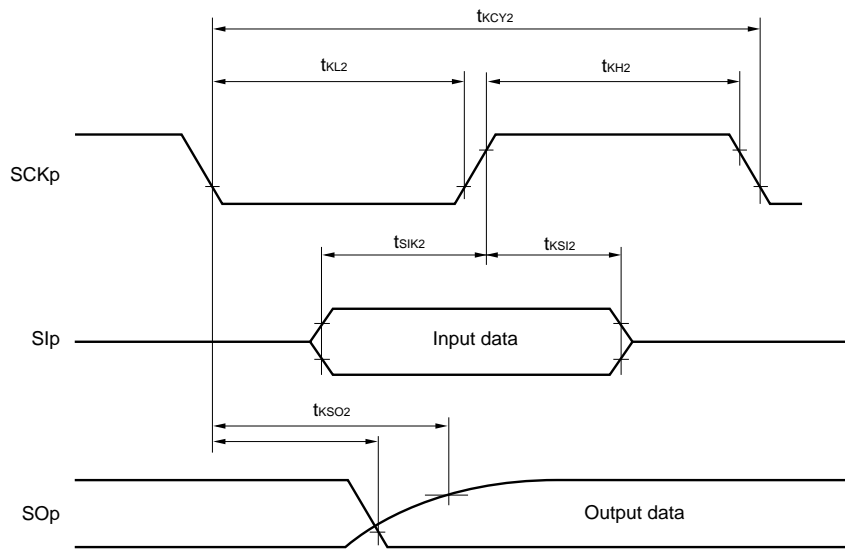 tKCY2
tKL2
tKH2
SCKp
tSIK2
tKSI2
SIp
Input data
tKSO2
SOp
Output data